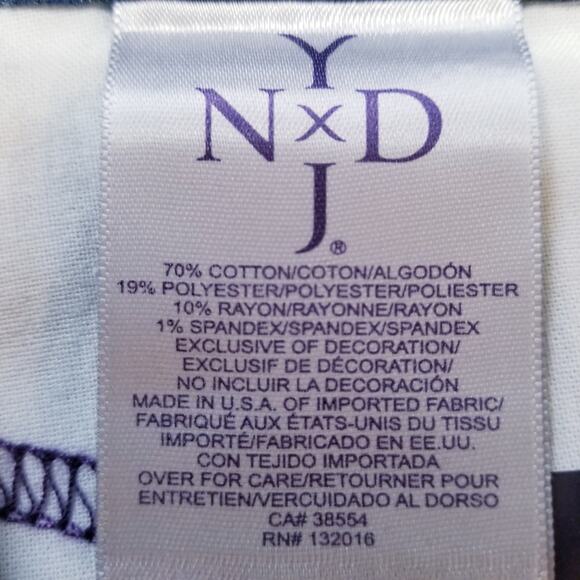 Y
N X D
J®
70% COTTON/COTON/ALGODÓN
19% POLYESTER/POLYESTER/POLIESTER
10% RAYON/RAYONNE/RAYON
1% SPANDEX/SPANDEX/SPANDEX
EXCLUSIVE OF DECORATION/
EXCLUSIF DE DÉCORATION/
NO INCLUIR LA DECORACIÓN
MADE IN U.S.A. OF IMPORTED FABRIC/
FABRIQUÉ AUX ÉTATS-UNIS DU TISSU
IMPORTÉ/FABRICADO EN EE.UU.
CON TEJIDO IMPORTADA
OVER FOR CARE/RETOURNER POUR
ENTRETIEN/VERCUIDADO AL DORSO
CA# 38554
RN# 132016